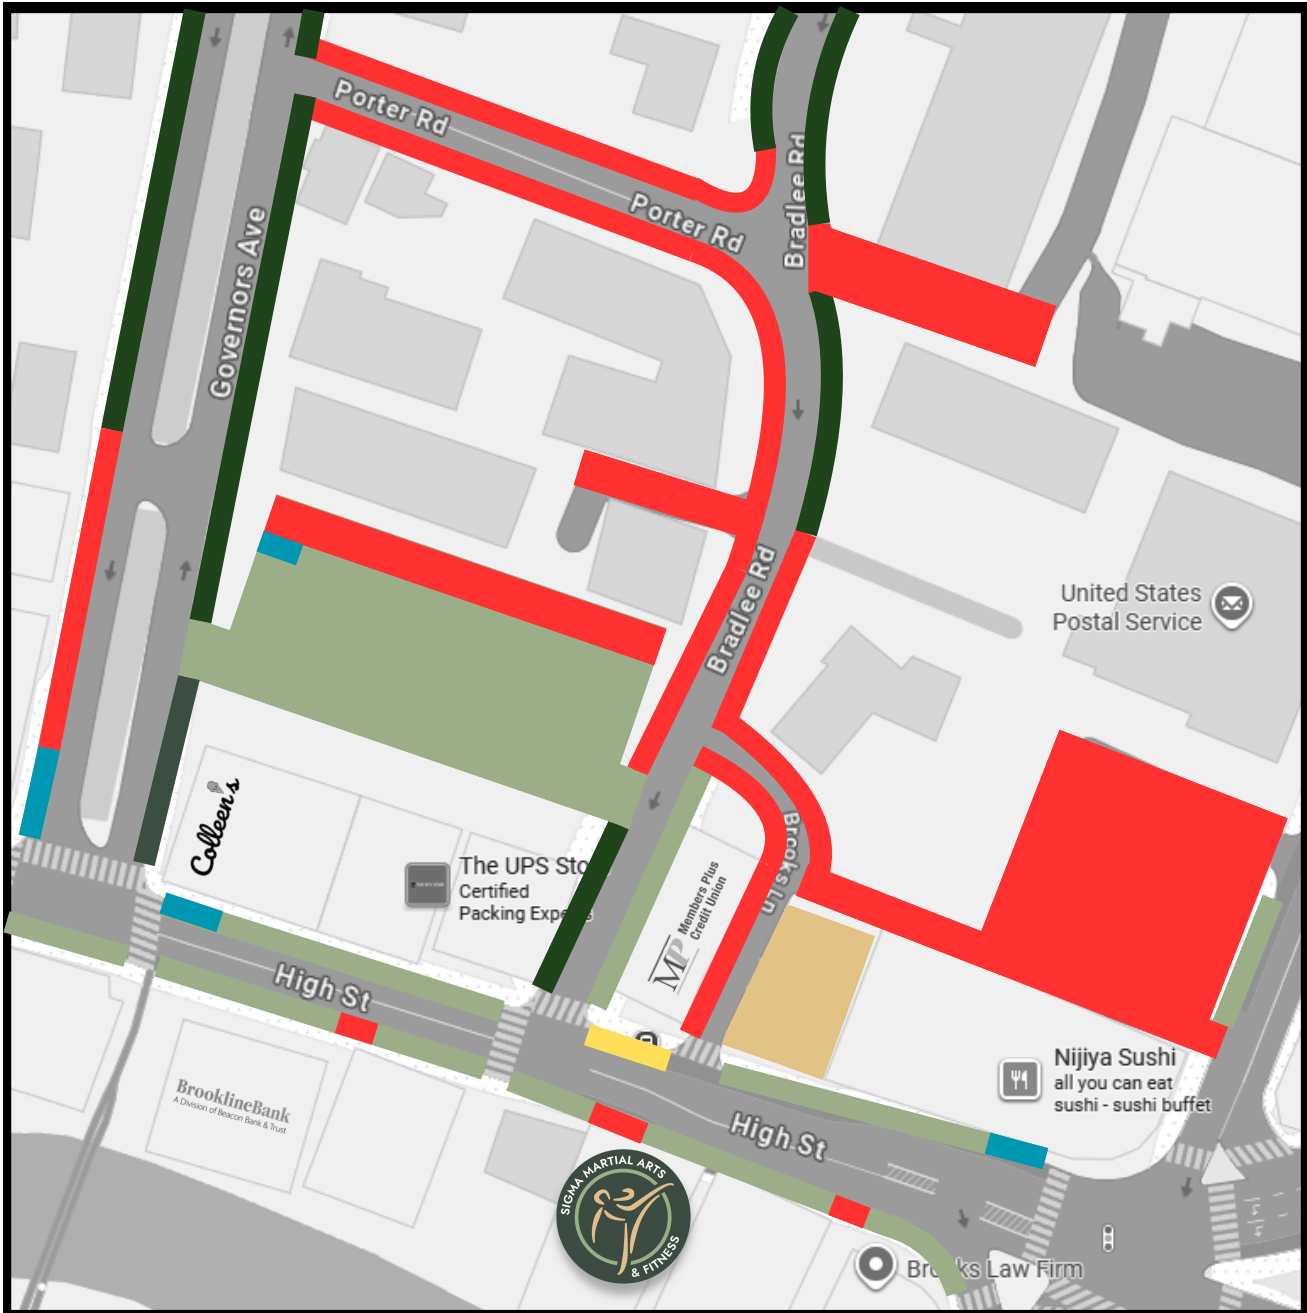 Porter Rd
Porter Rd
Bradlee Rd
Governors Ave
Bradlee Rd
United States
Postal Service
Colleen's
The UPS Sto
Certified
Packing Expe s
Members Plus
Credit Union
MP
Brooks Ln
High St
BrooklineBank
A Division of Beacon Bank & Trust
Nijiya Sushi
all you can eat
sushi - sushi buffet
High St
SIGMA MARTIAL ARTS
& FITNESS
Brooks Law Firm